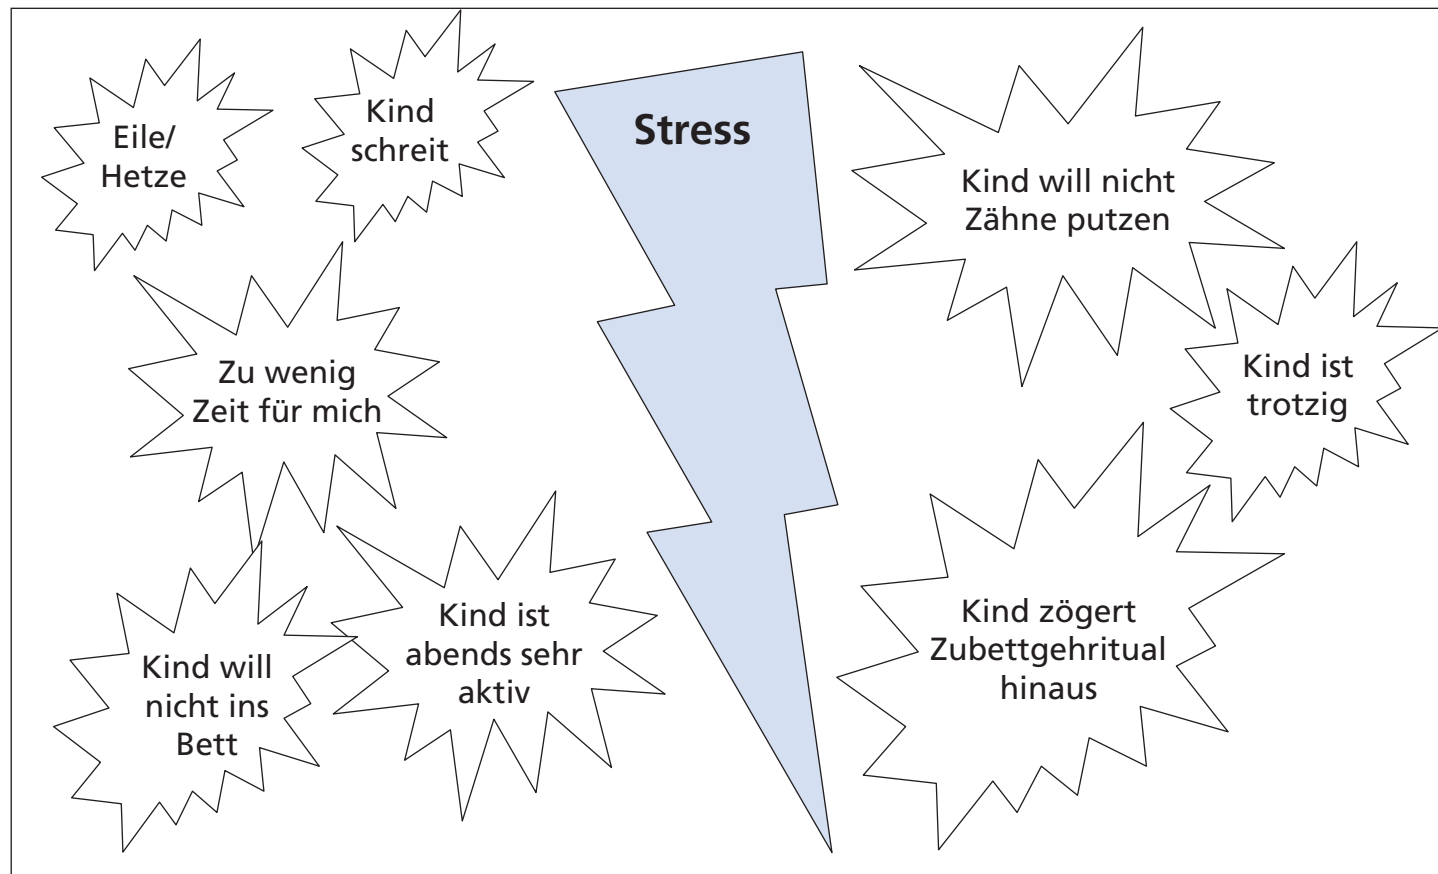 Eile/
Hetze
Kind
schreit
Stress
Kind will nicht
Zähne putzen
Zu wenig
Zeit für mich
Kind ist
trotzig
Kind will
nicht ins
Bett
Kind ist
abends sehr
aktiv
Kind zögert
Zubettgehritual
hinaus